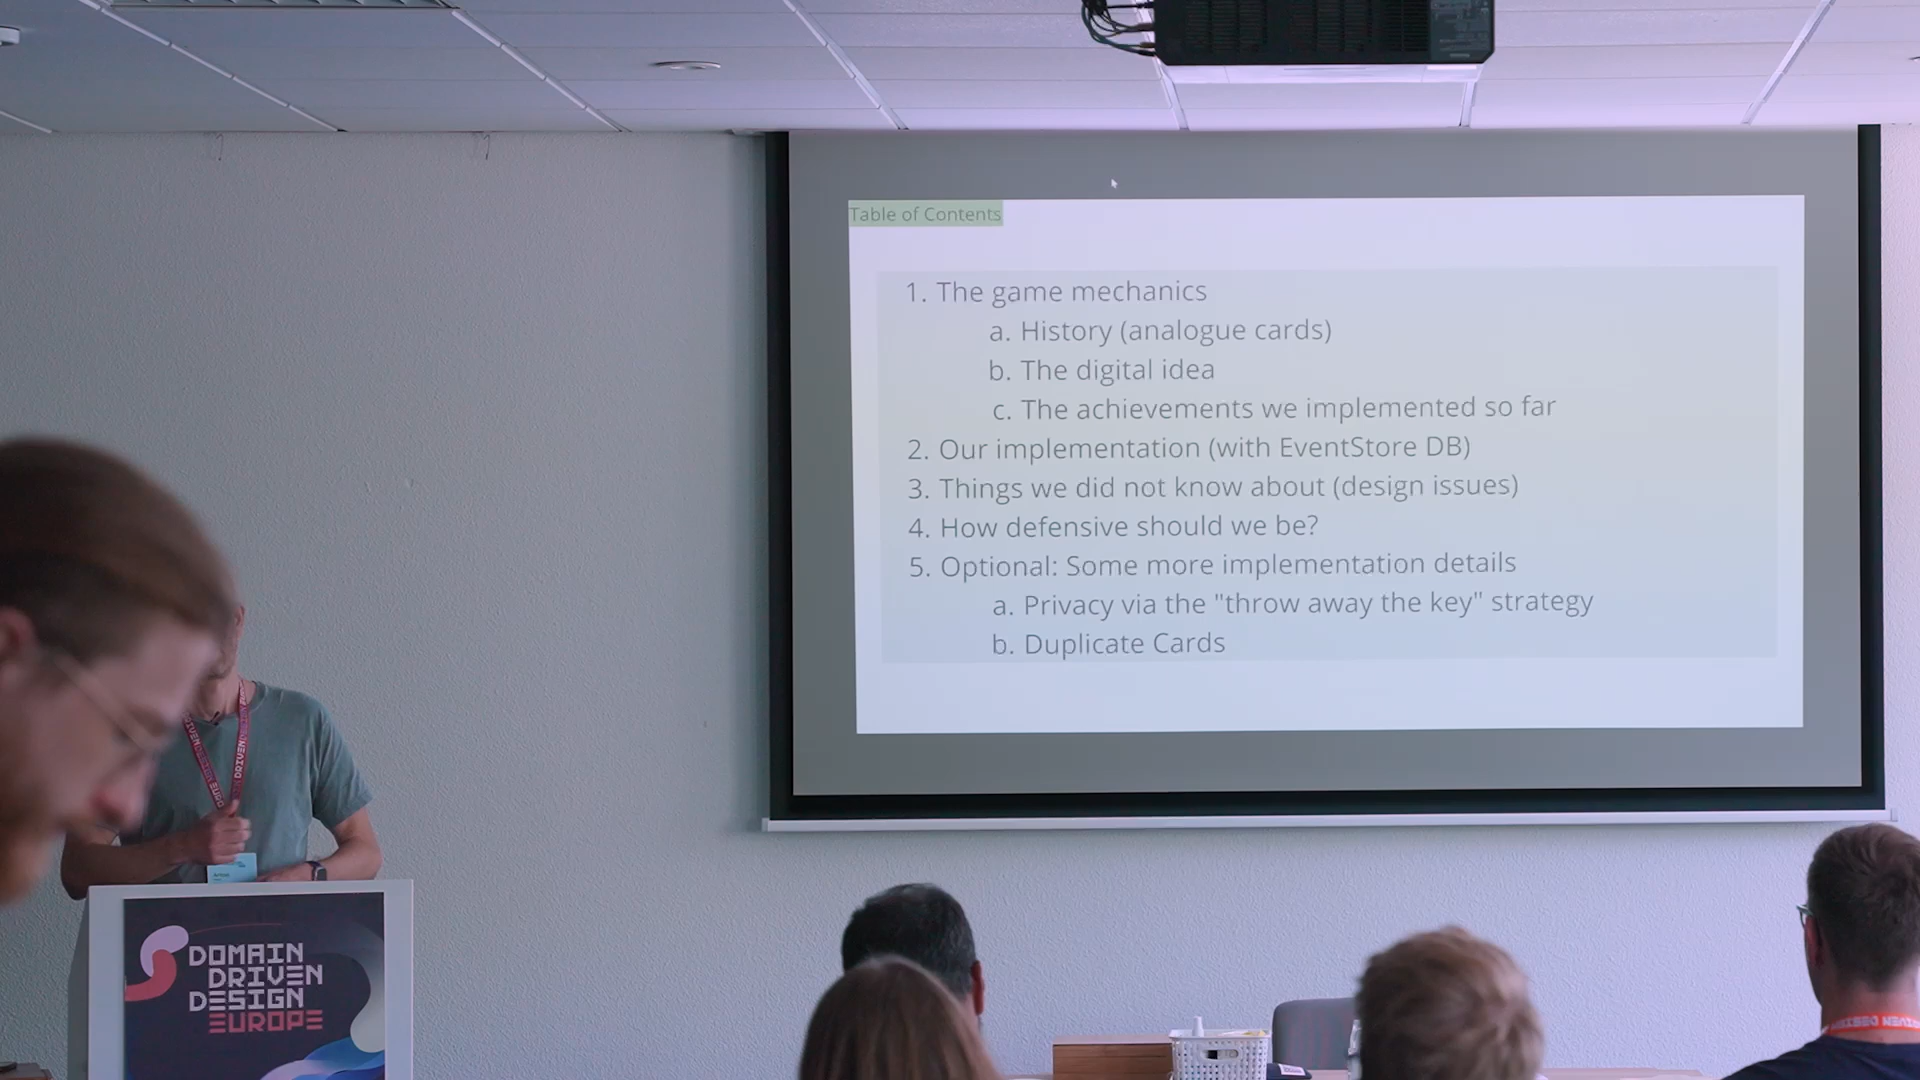 Table of Contents
1. The game mechanics
a. History (analogue cards)
b. The digital idea
c. The achievements we implemented so far
2. Our implementation (with EventStore DB)
3. Things we did not know about (design issues)
4. How defensive should we be?
5. Optional: Some more implementation details
a. Privacy via the "throw away the key" strategy
b. Duplicate Cards
DOMAIN
DRIVEN
DESIGN
EUROPE